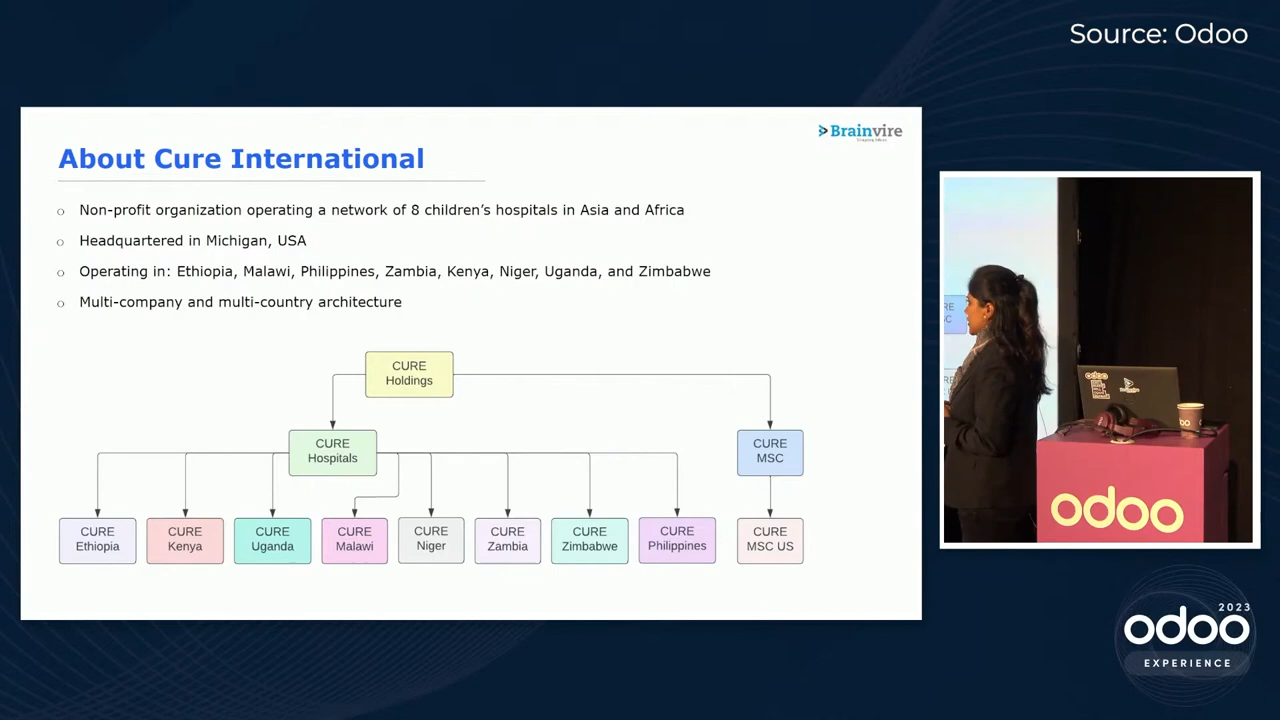 Source: Odoo
Brainvire
About Cure International
Non-profit organization operating a network of 8 children's hospitals in Asia and Africa
Headquartered in Michigan, USA
Operating in: Ethiopia, Malawi, Philippines, Zambia, Kenya, Niger, Uganda, and Zimbabwe
Multi-company and multi-country architecture
CURE
Holdings
CURE
Hospitals
CURE
MSC
CURE
Ethiopia
CURE
Kenya
CURE
Uganda
CURE
Malawi
CURE
Niger
CURE
Zambia
CURE
Zimbabwe
CURE
Philippines
CURE
MSC US
odoo
odoo
2023
odoo
EXPERIENCE